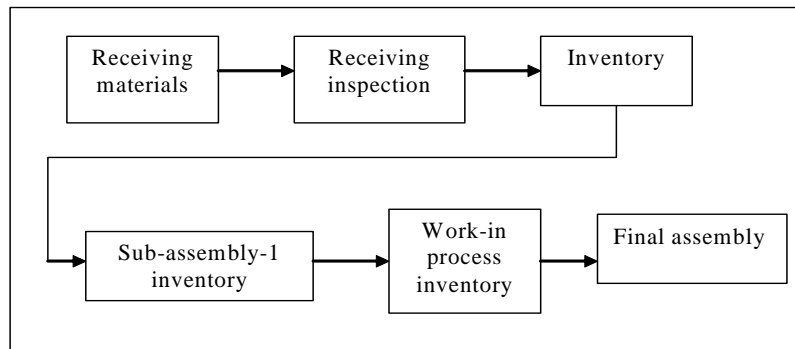 Receiving
materials
Receiving
inspection
Inventory
Sub-assembly-1
inventory
Work-in
process
inventory
Final assembly